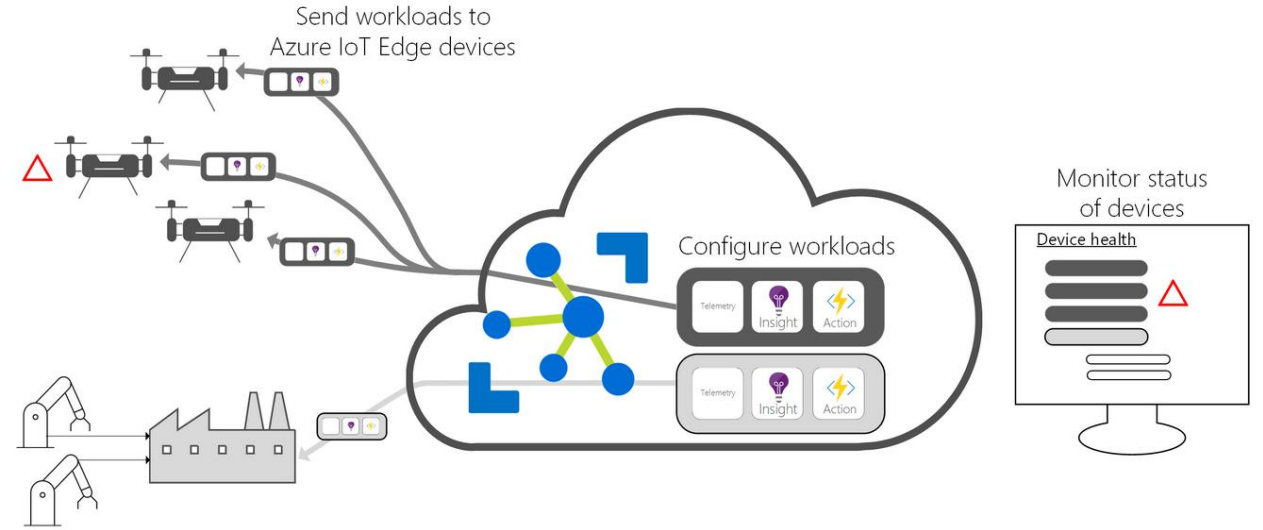 Send workloads to
Azure IoT Edge devices
Monitor status
of devices
Device health
Configure workloads
Telemetry
Insight
Action
Telemetry
Insight
Action